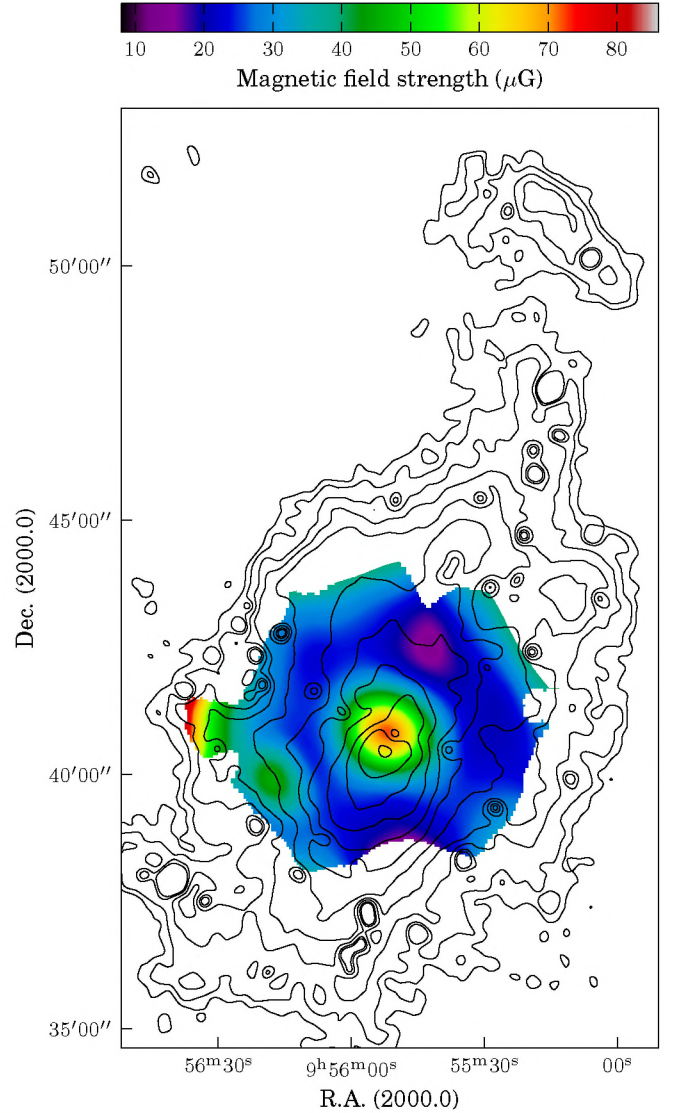 10 20 30 40 50 60 70 80
Magnetic field strength (μG)
50′00″
45′00″
40′00″
35′00″
Dec. (2000.0)
56ᵐ30ˢ 9ʰ56ᵐ00ˢ 55ᵐ30ˢ 00ˢ
R.A. (2000.0)